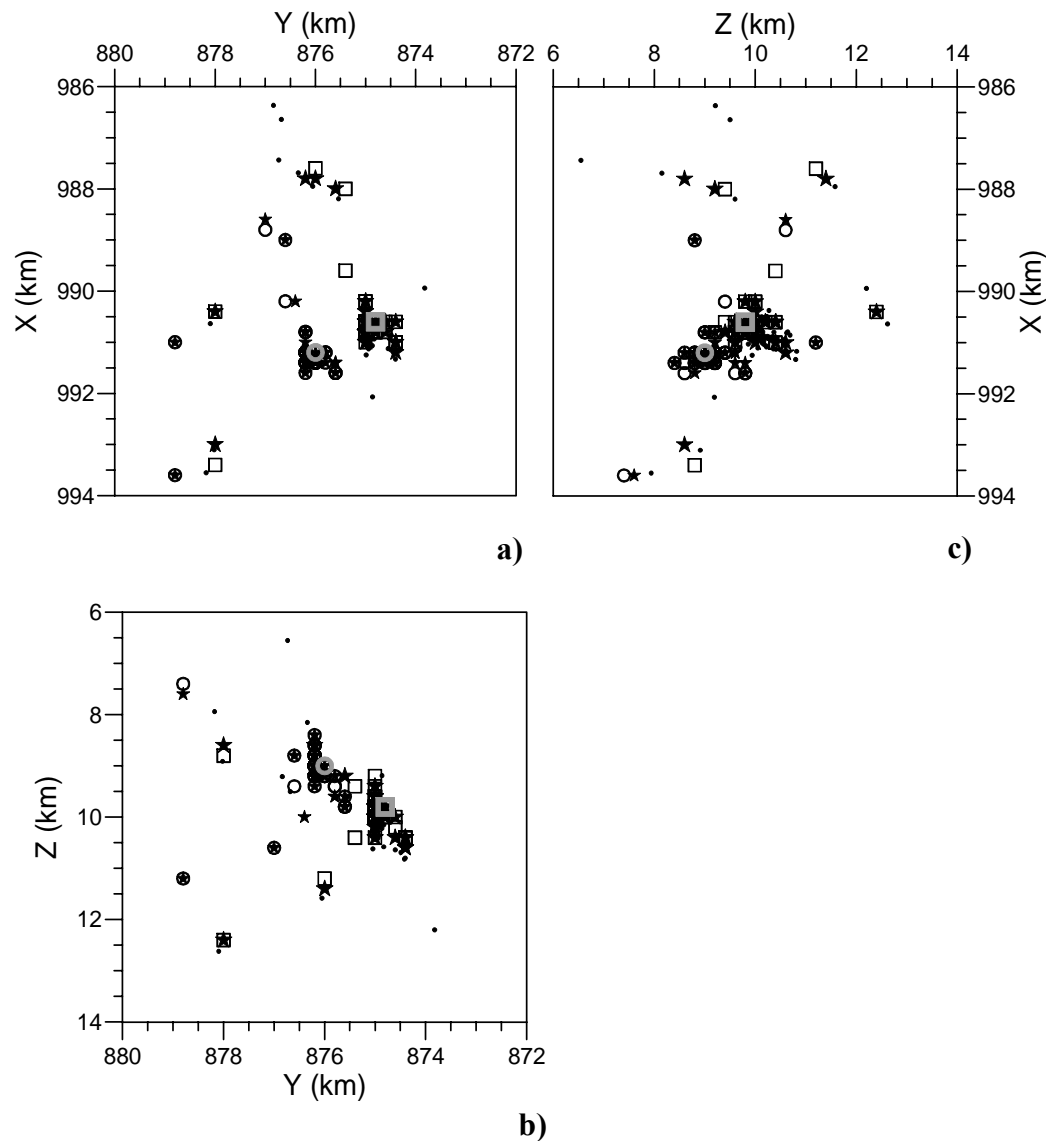 Y (km)
Z (km)
880 878 876 874 872
6 8 10 12 14
986 986
988 988
990 990
X (km) X (km)
992 992
994 994
a) c)
6
8
10
Z (km)
12
14
880 878 876 874 872
Y (km)
b)